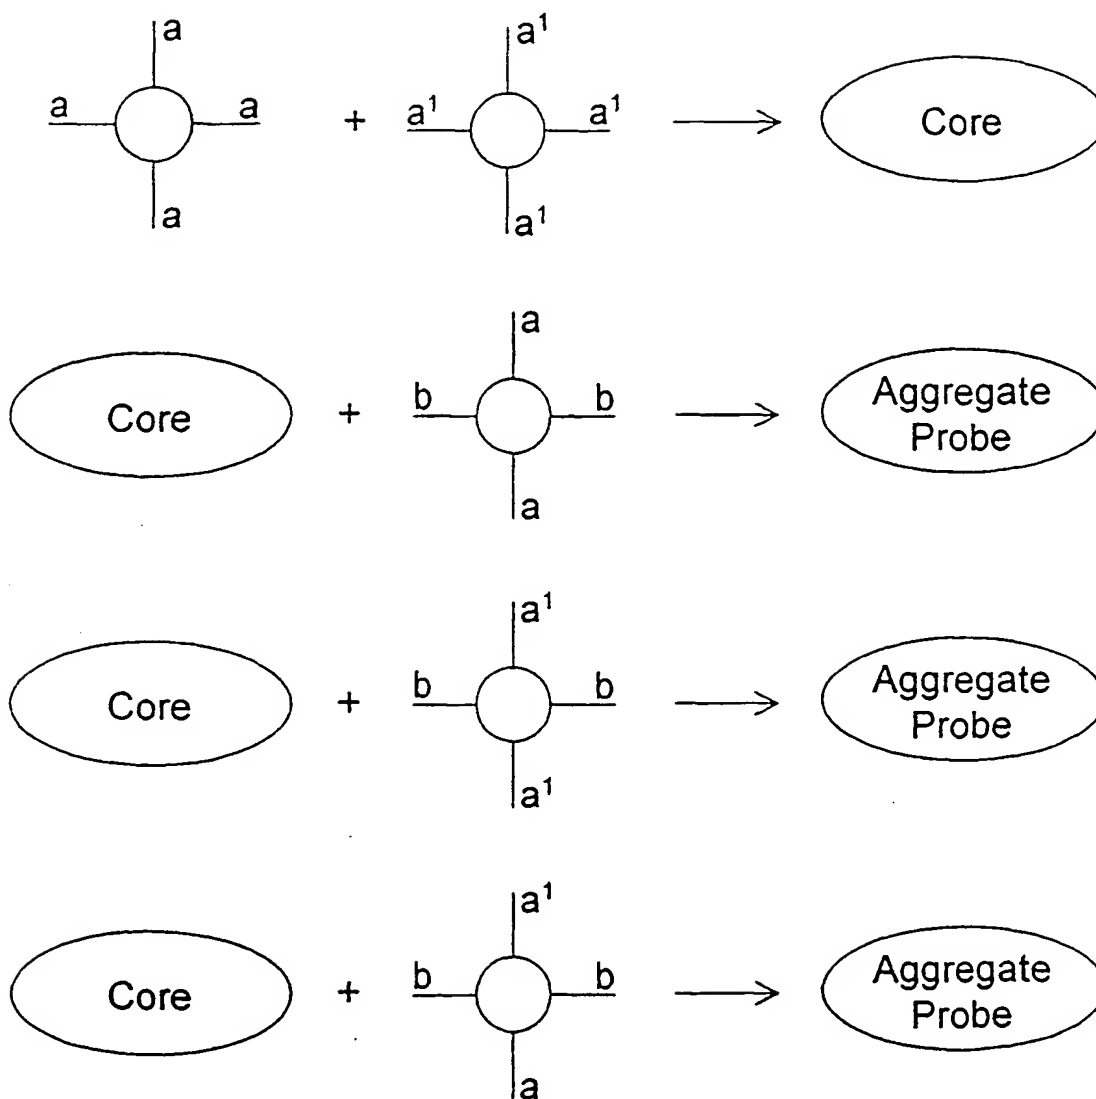 a
a a
a
+
a¹
a¹ a¹
a¹
Core
Core
+
a
b b
a
Aggregate
Probe
Core
+
a¹
b b
a¹
Aggregate
Probe
Core
+
a¹
b b
a
Aggregate
Probe